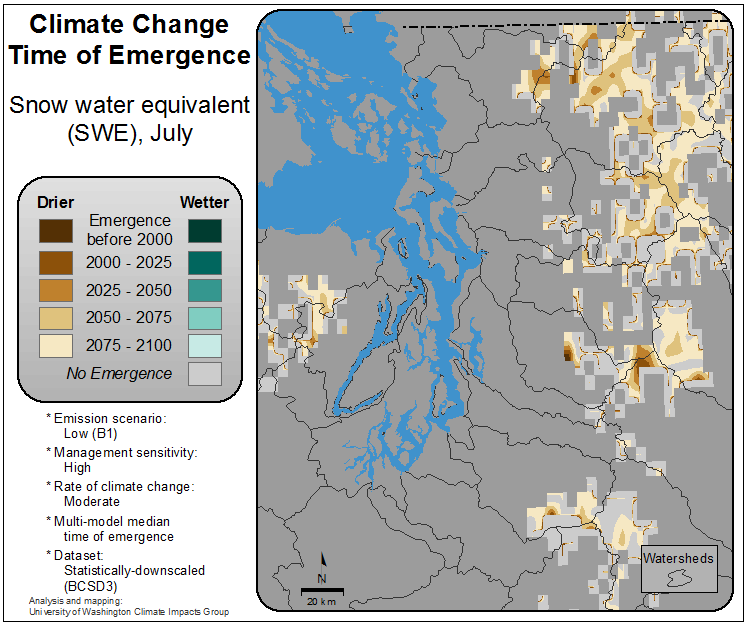 Climate Change
Time of Emergence
Snow water equivalent
(SWE), July
Drier Wetter
Emergence
before 2000
2000 - 2025
2025 - 2050
2050 - 2075
2075 - 2100
No Emergence
* Emission scenario:
Low (B1)
* Management sensitivity:
High
* Rate of climate change:
Moderate
* Multi-model median
time of emergence
* Dataset:
Statistically-downscaled
(BCSD3)
Analysis and mapping:
University of Washington Climate Impacts Group
N
20 km
Watersheds